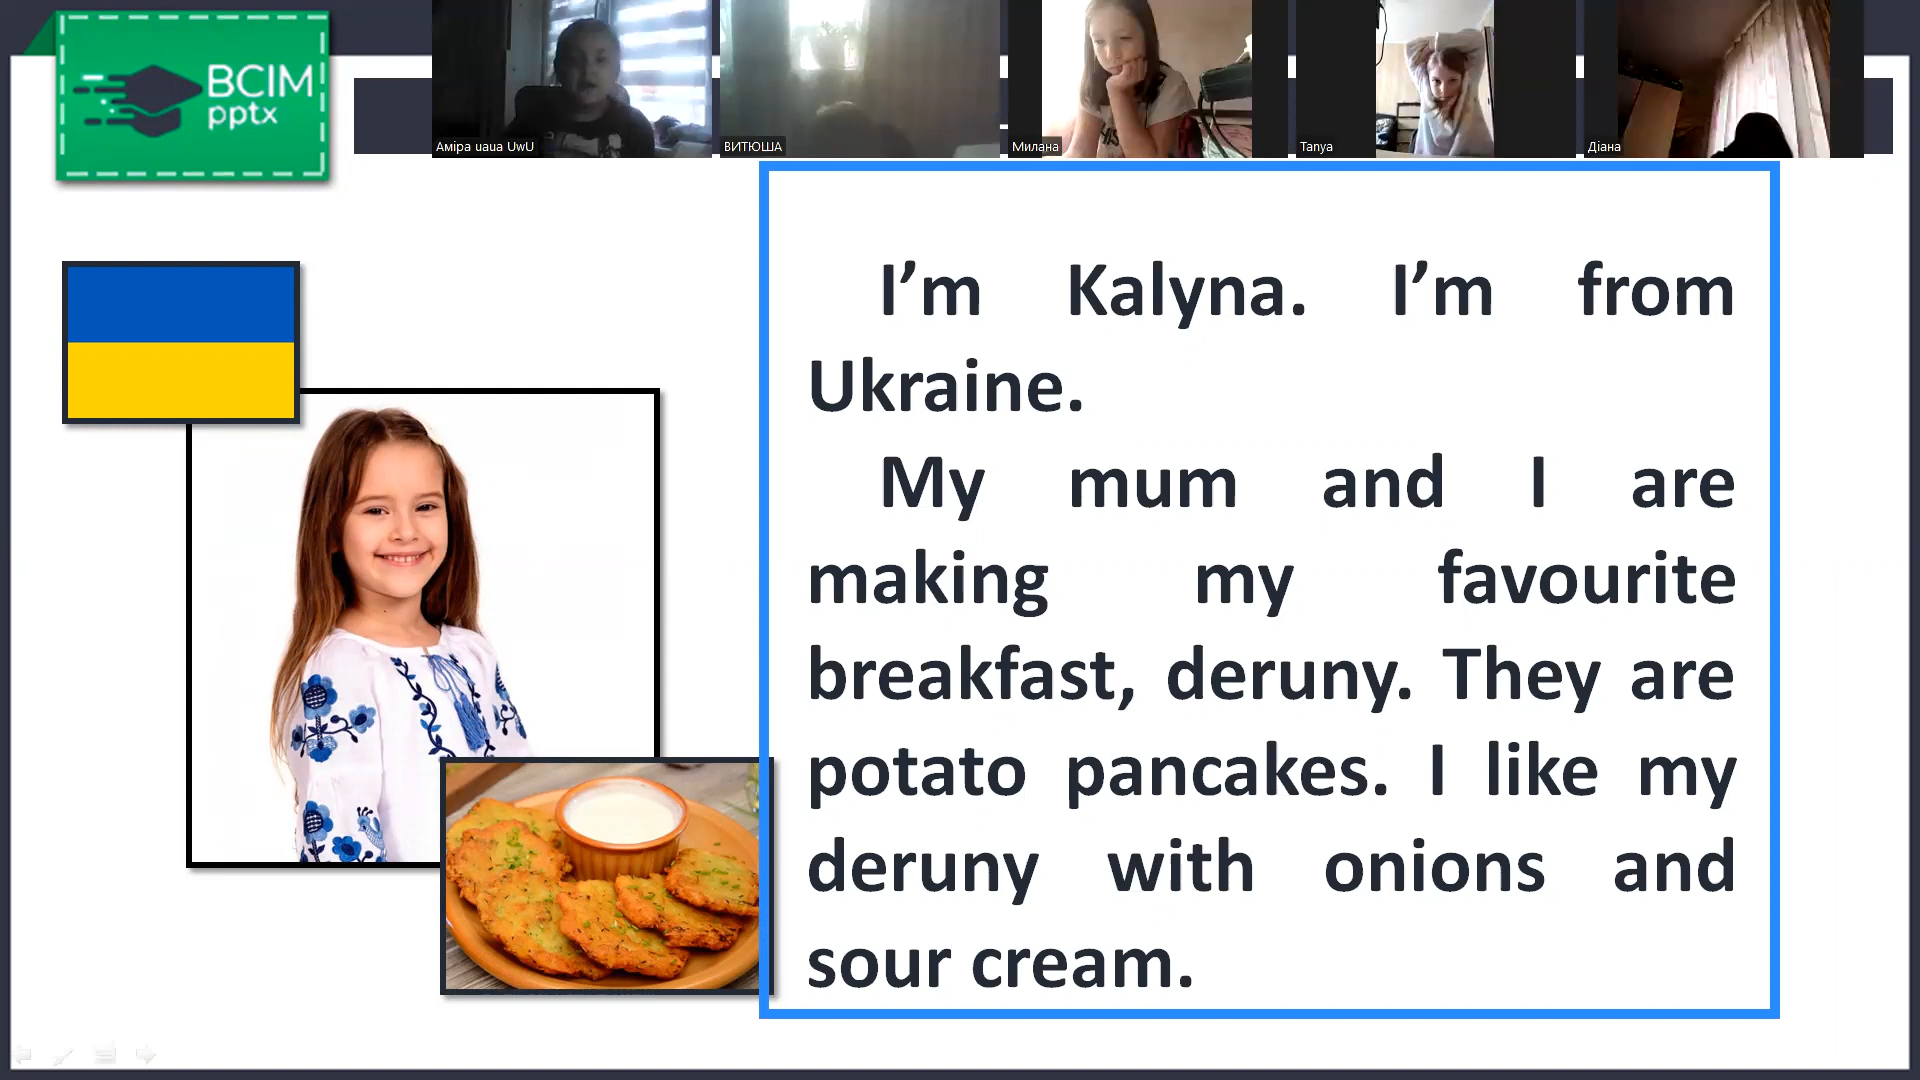 BCIM
pptx
Аміра uaua UwU
ВИТЮША
Милана
Tanya
Діана
I’m Kalyna. I’m from
Ukraine.
My mum and I are
making my favourite
breakfast, deruny. They are
potato pancakes. I like my
deruny with onions and
sour cream.